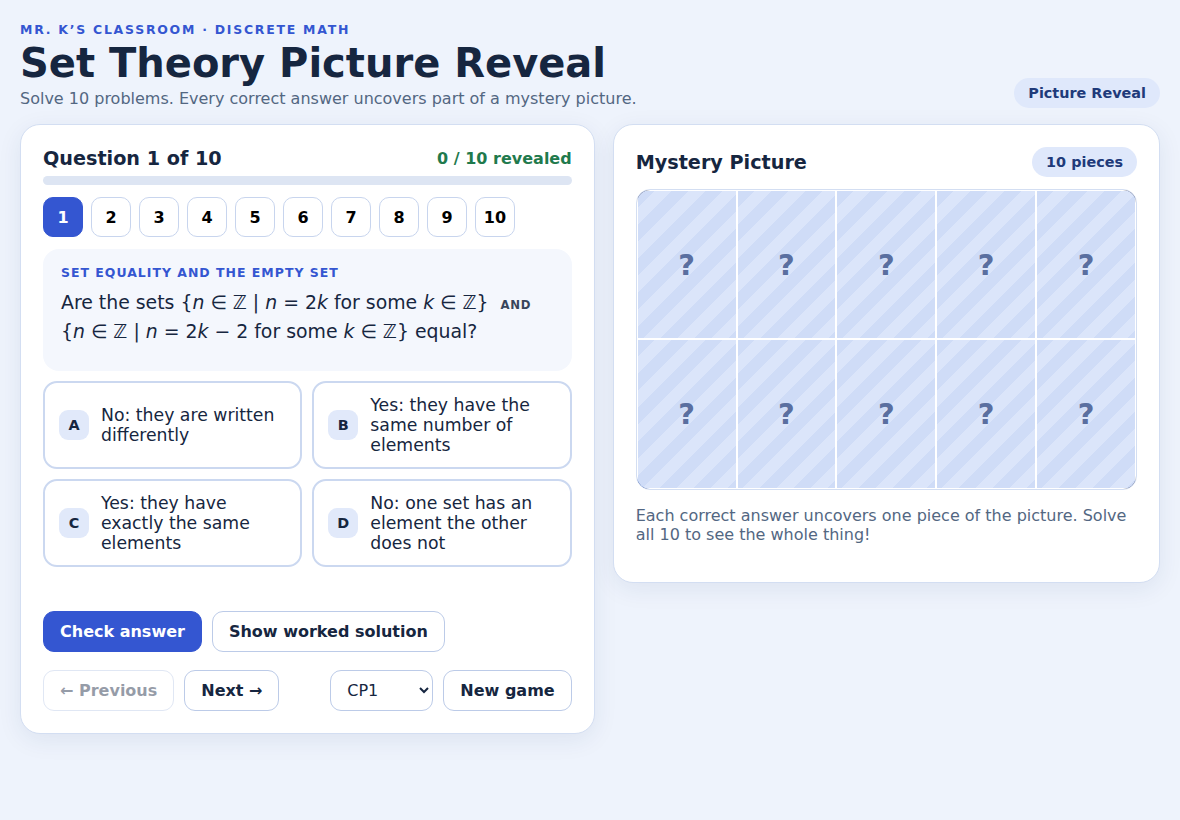 MR. K’S CLASSROOM · DISCRETE MATH
Set Theory Picture Reveal
Solve 10 problems. Every correct answer uncovers part of a mystery picture.
Picture Reveal
Question 1 of 10
0 / 10 revealed
1 2 3 4 5 6 7 8 9 10
SET EQUALITY AND THE EMPTY SET
Are the sets {n ∈ ℤ | n = 2k for some k ∈ ℤ} AND
{n ∈ ℤ | n = 2k − 2 for some k ∈ ℤ} equal?
A
No: they are written
differently
B
Yes: they have the
same number of
elements
C
Yes: they have
exactly the same
elements
D
No: one set has an
element the other
does not
Check answer
Show worked solution
← Previous
Next →
CP1
New game
Mystery Picture
10 pieces
? ? ? ? ?
? ? ? ? ?
Each correct answer uncovers one piece of the picture. Solve
all 10 to see the whole thing!